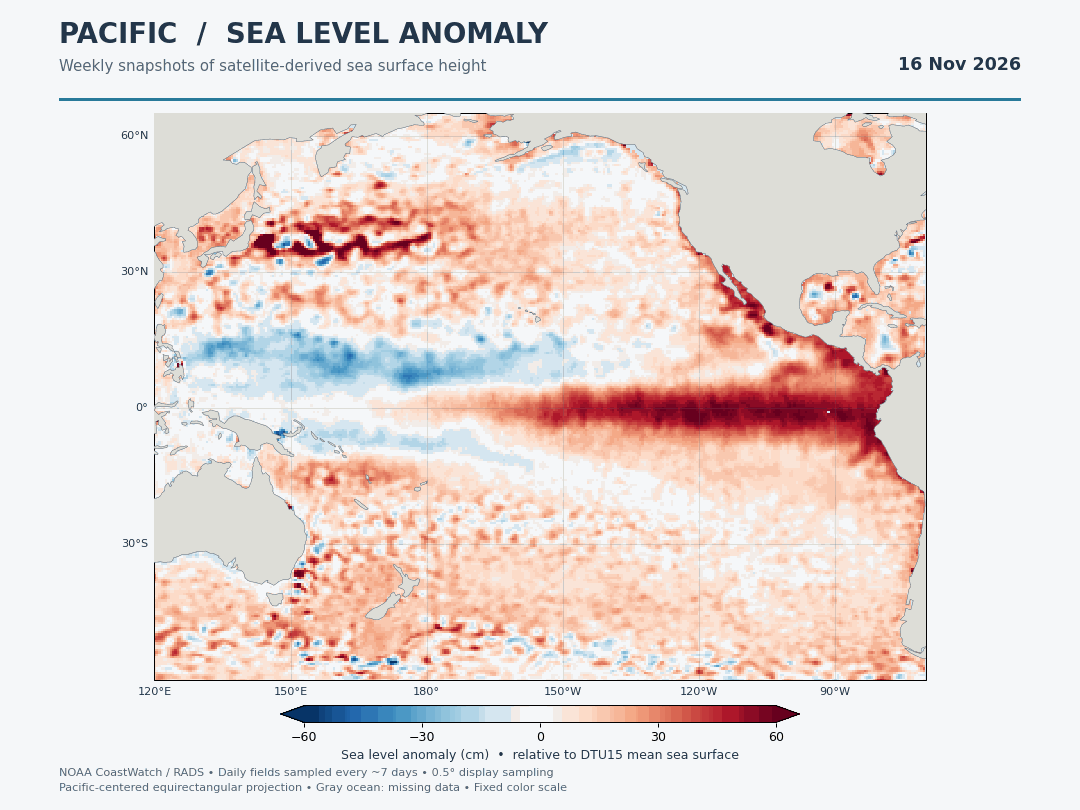 PACIFIC / SEA LEVEL ANOMALY
Weekly snapshots of satellite-derived sea surface height
16 Nov 2026
60°N
30°N
0°
30°S
120°E 150°E 180° 150°W 120°W 90°W
−60 −30 0 30 60
Sea level anomaly (cm) • relative to DTU15 mean sea surface
NOAA CoastWatch / RADS • Daily fields sampled every ~7 days • 0.5° display sampling
Pacific-centered equirectangular projection • Gray ocean: missing data • Fixed color scale